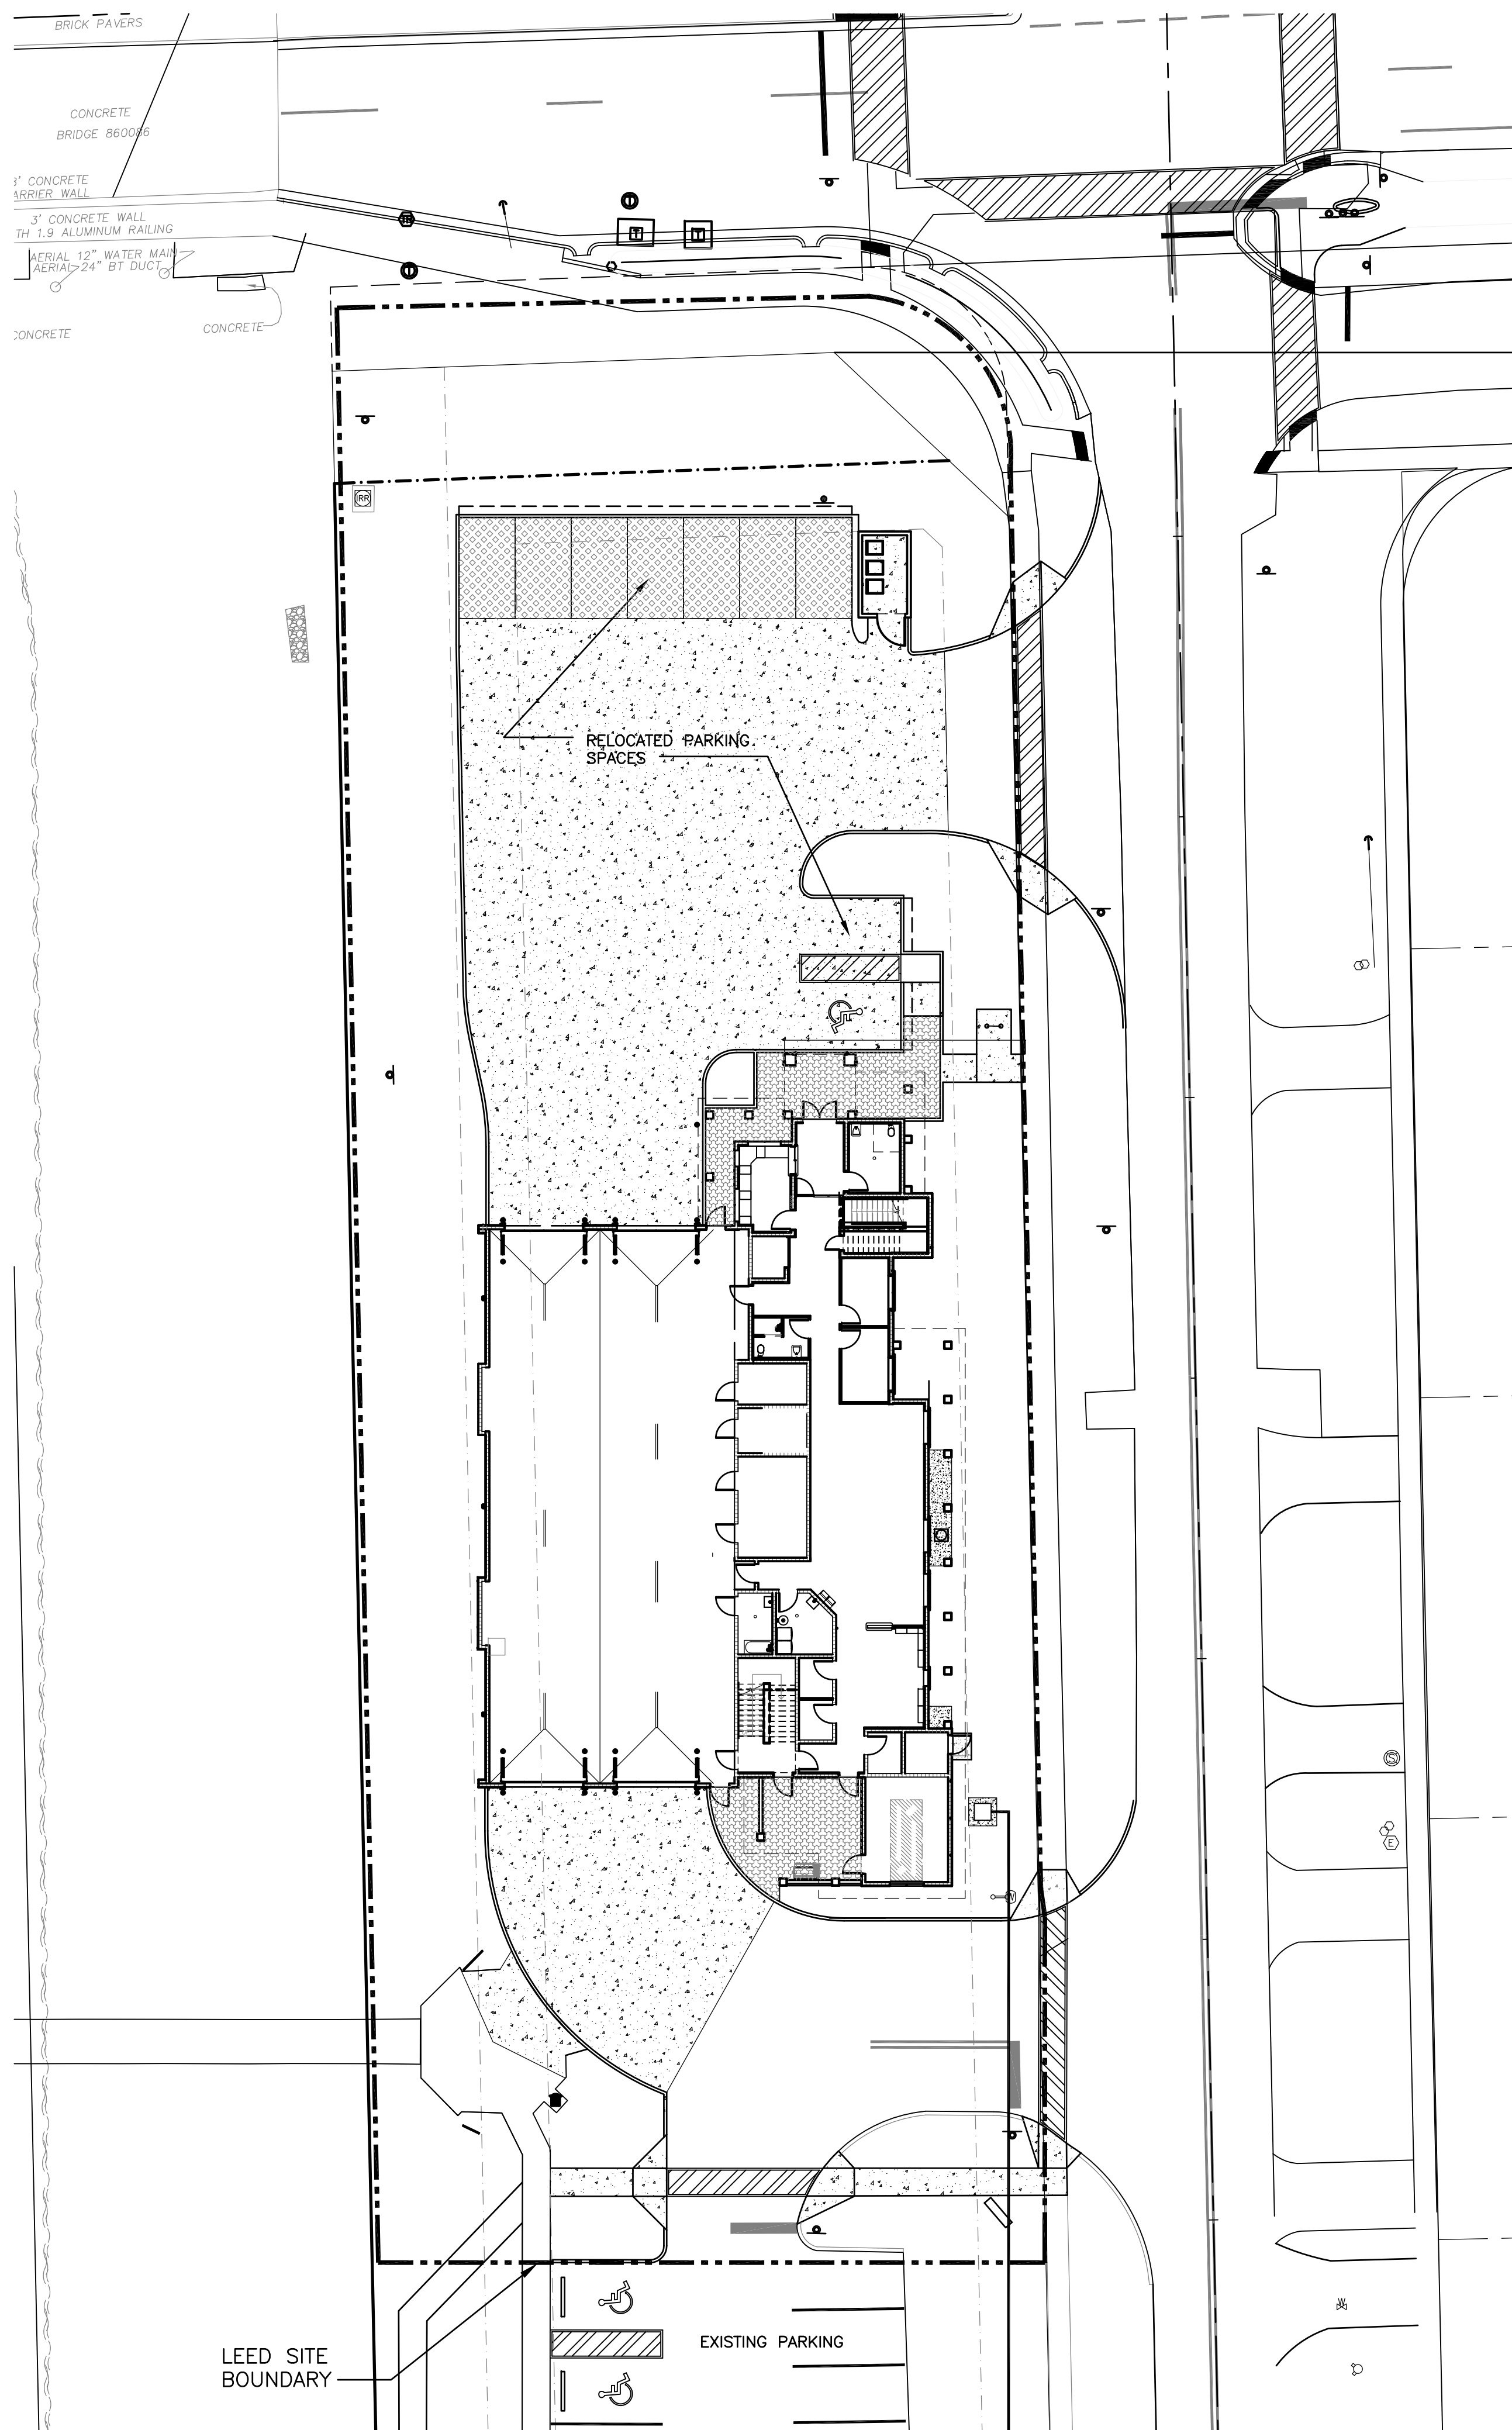 BRICK PAVERS
CONCRETE
BRIDGE 860086
3' CONCRETE
ARRIER WALL
3' CONCRETE WALL
TH 1.9 ALUMINUM RAILING
AERIAL 12" WATER MAIN
AERIAL 24" BT DUCT
CONCRETE
CONCRETE
T
T
IRR
RELOCATED PARKING
SPACES
S
E
W
W
LEED SITE
BOUNDARY
EXISTING PARKING